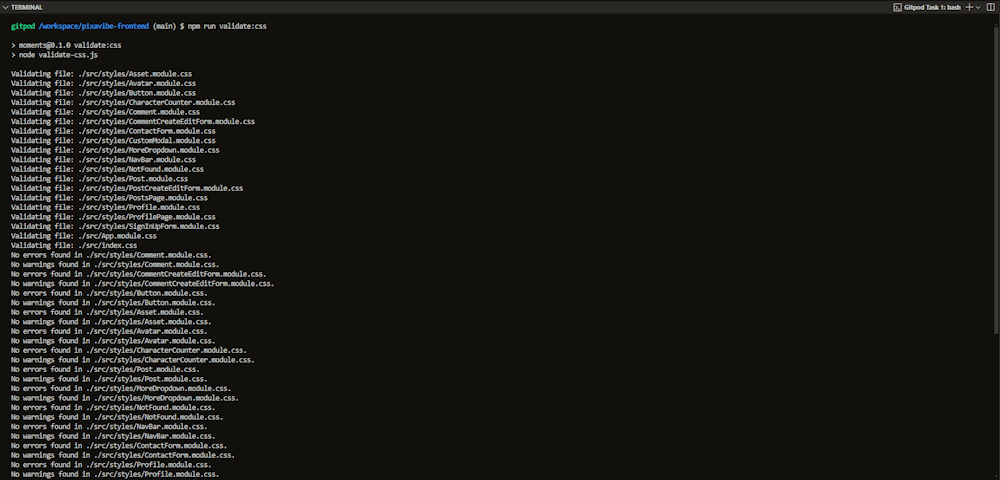 TERMINAL
Gitpod Task 1: bash
gitpod /workspace/pixavibe-frontend (main) $ npm run validate:css
> moments@0.1.0 validate:css
> node validate-css.js
Validating file: ./src/styles/Asset.module.css
Validating file: ./src/styles/Avatar.module.css
Validating file: ./src/styles/Button.module.css
Validating file: ./src/styles/CharacterCounter.module.css
Validating file: ./src/styles/Comment.module.css
Validating file: ./src/styles/CommentCreateEditForm.module.css
Validating file: ./src/styles/ContactForm.module.css
Validating file: ./src/styles/CustomModal.module.css
Validating file: ./src/styles/MoreDropdown.module.css
Validating file: ./src/styles/NavBar.module.css
Validating file: ./src/styles/NotFound.module.css
Validating file: ./src/styles/Post.module.css
Validating file: ./src/styles/PostCreateEditForm.module.css
Validating file: ./src/styles/PostsPage.module.css
Validating file: ./src/styles/Profile.module.css
Validating file: ./src/styles/ProfilePage.module.css
Validating file: ./src/styles/SignInUpForm.module.css
Validating file: ./src/App.module.css
Validating file: ./src/index.css
No errors found in ./src/styles/Comment.module.css.
No warnings found in ./src/styles/Comment.module.css.
No errors found in ./src/styles/CommentCreateEditForm.module.css.
No warnings found in ./src/styles/CommentCreateEditForm.module.css.
No errors found in ./src/styles/Button.module.css.
No warnings found in ./src/styles/Button.module.css.
No errors found in ./src/styles/Asset.module.css.
No warnings found in ./src/styles/Asset.module.css.
No errors found in ./src/styles/Avatar.module.css.
No warnings found in ./src/styles/Avatar.module.css.
No errors found in ./src/styles/CharacterCounter.module.css.
No warnings found in ./src/styles/CharacterCounter.module.css.
No errors found in ./src/styles/Post.module.css.
No warnings found in ./src/styles/Post.module.css.
No errors found in ./src/styles/MoreDropdown.module.css.
No warnings found in ./src/styles/MoreDropdown.module.css.
No errors found in ./src/styles/NotFound.module.css.
No warnings found in ./src/styles/NotFound.module.css.
No errors found in ./src/styles/NavBar.module.css.
No warnings found in ./src/styles/NavBar.module.css.
No errors found in ./src/styles/ContactForm.module.css.
No warnings found in ./src/styles/ContactForm.module.css.
No errors found in ./src/styles/Profile.module.css.
No warnings found in ./src/styles/Profile.module.css.